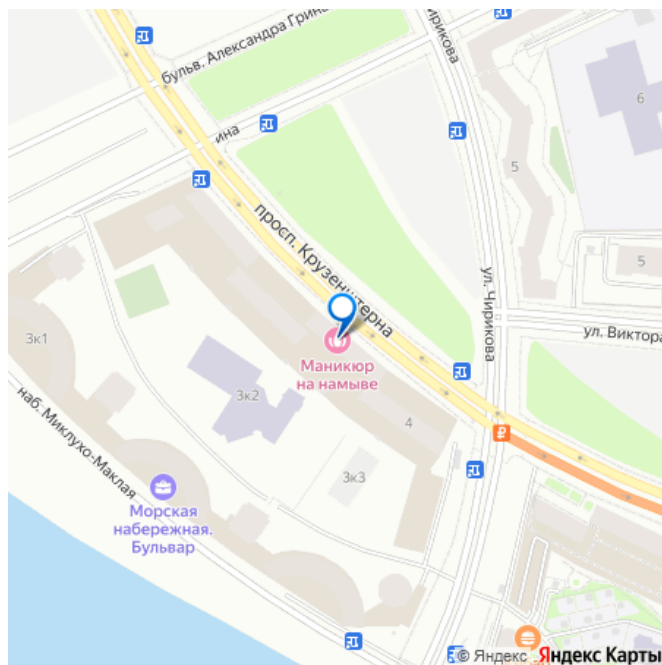 бульв. Александра Грина
ина
Чирикова
6
5
5
просп. Крузенштерна
ул. Чирикова
ул. Виктора
3к1
Маникюр
на намыве
3к2
4
3к3
наб. Миклухо-Маклая
Морская
набережная.
Бульвар
© Яндекс Яндекс Карты